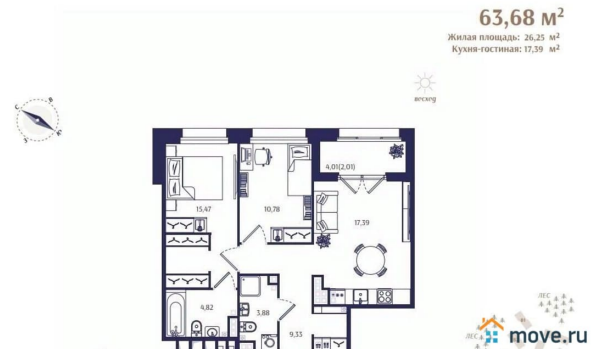 63,68 м²
Жилая площадь: 26,25 м²
Кухня-гостиная: 17,39 м²
восход
4.01(2,01)
15,47
10,78
17,39
4,82
3,88
9,33
ЛЕС
ЛЕС
move.ru